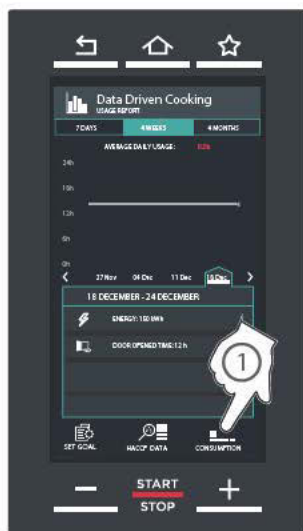 Data Driven Cooking
USAGE REPORT
7 DAYS 4 WEEKS 4 MONTHS
AVERAGE DAILY USAGE:
24h
18h
12h
6h
0h
< 27 Nov 04 Dec 11 Dec 18 Dec >
18 DECEMBER - 24 DECEMBER
ENERGY: 150 kWh
DOOR OPENED TIME: 12 h
1
SET GOAL HACCP DATA CONSUMPTION
START
STOP